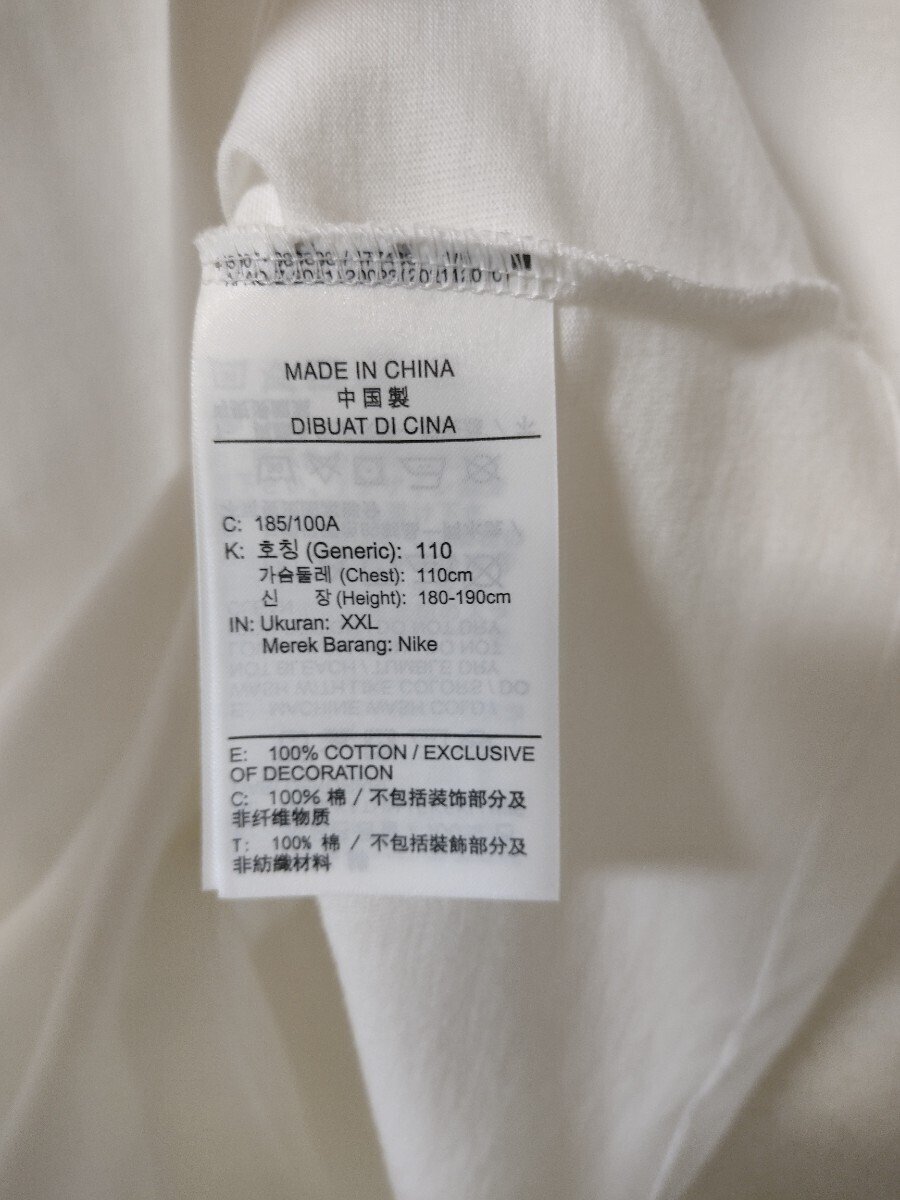 MADE IN CHINA
中国製
DIBUAT DI CINA
C: 185/100A
K: 호칭 (Generic): 110
가슴둘레 (Chest): 110cm
신 장 (Height): 180-190cm
IN: Ukuran: XXL
Merek Barang: Nike
E: 100% COTTON / EXCLUSIVE
OF DECORATION
C: 100% 棉 / 不包括装饰部分及
非纤维物质
T: 100% 棉 / 不包括裝飾部分及
非紡織材料